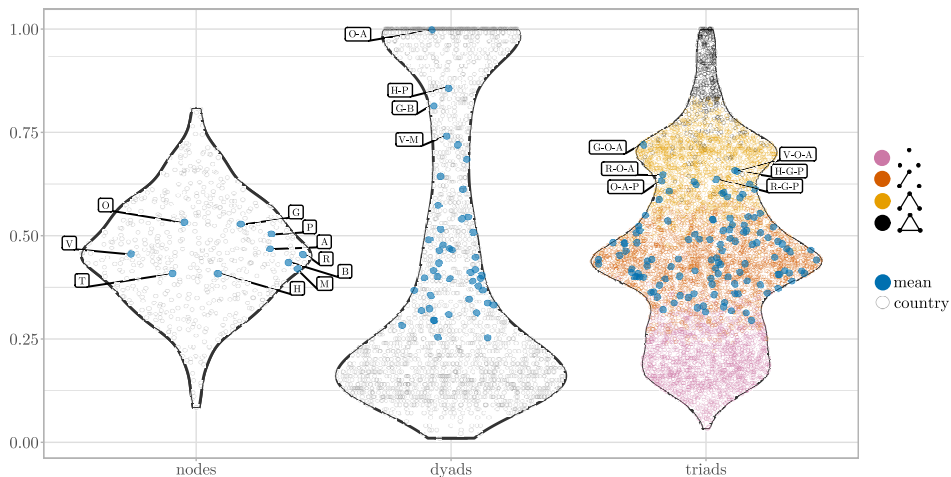 1.00
0.75
0.50
0.25
0.00
O
G
P
V
A
R
T
B
H
M
O-A
H-P
G-B
V-M
G-O-A
V-O-A
R-O-A
H-G-P
O-A-P
R-G-P
mean
country
nodes
dyads
triads